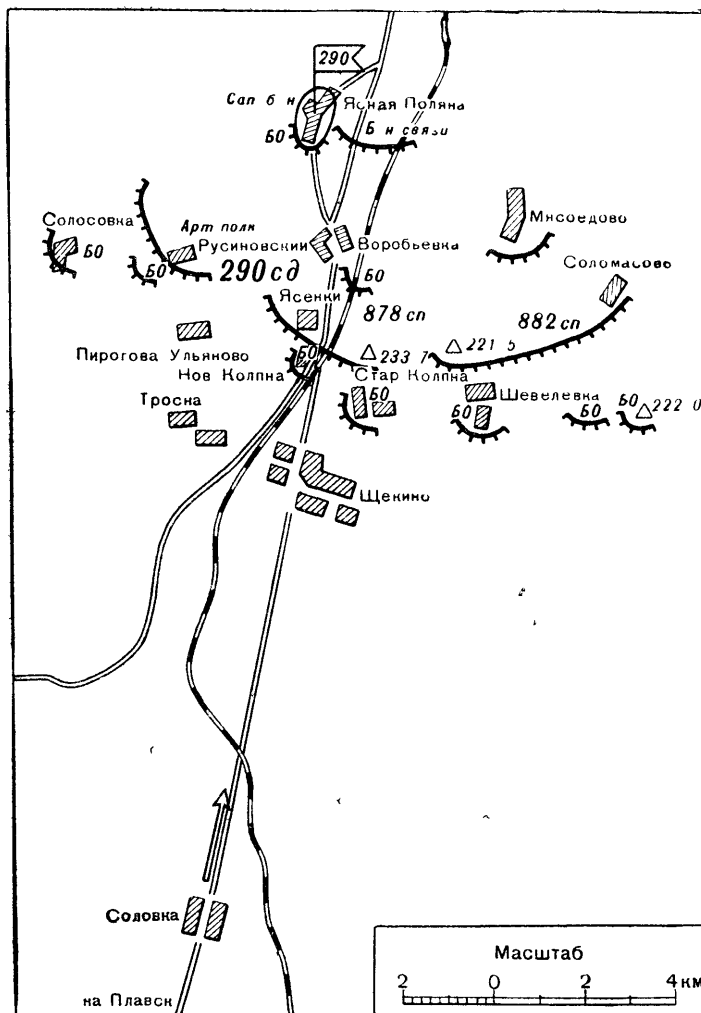 290
Сап б н
Ясная Поляна
БО
Б н связи
Солосовка
БО
Арт полк
Русиновский
Воробьевка
Мясоедово
БО
290 сд
БО
Соломасово
Ясенки
878 сп
882 сп
Пирогова Ульяново
БО
233 7
221 5
Нов Колпна
Стар Колпна
Тросна
БО
Шевелевка
БО
БО
БО
222 0
Щекино
Соловка
на Плавск
Масштаб
2 0 2 4 км